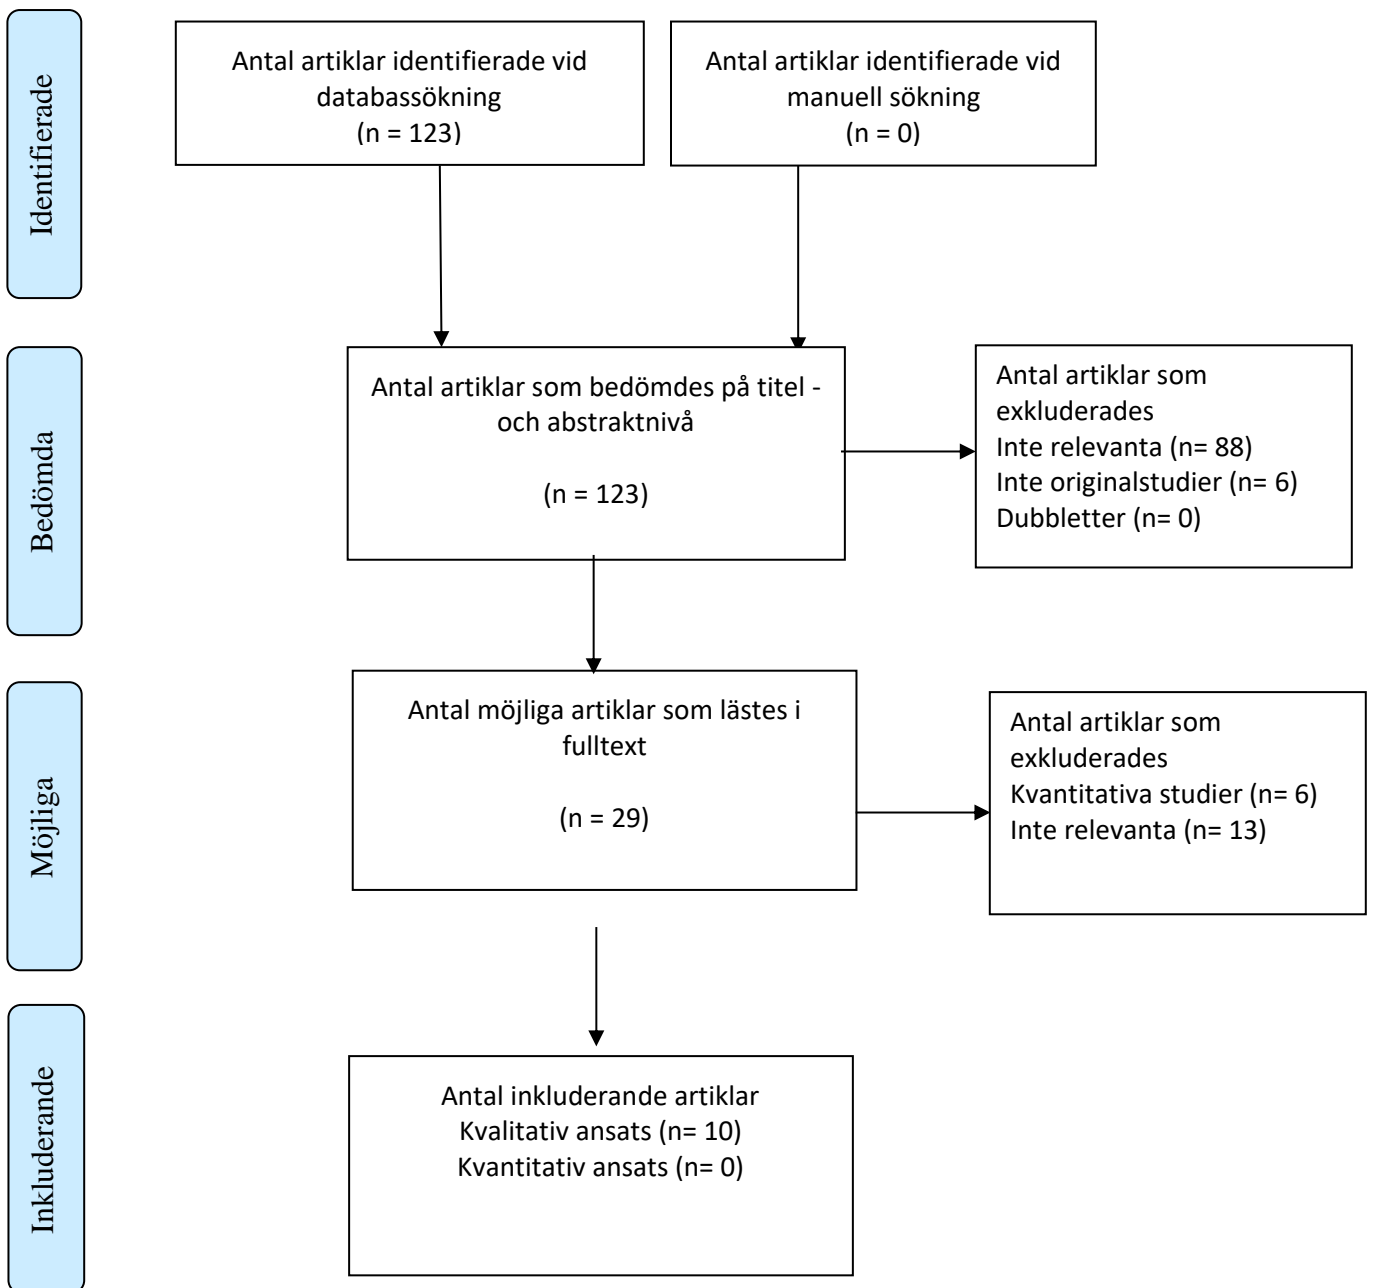 Identifierade
Antal artiklar identifierade vid
databassökning
(n = 123)
Antal artiklar identifierade vid
manuell sökning
(n = 0)
Bedömda
Antal artiklar som bedömdes på titel -
och abstraktnivå
(n = 123)
Antal artiklar som
exkluderades
Inte relevanta (n= 88)
Inte originalstudier (n= 6)
Dubbletter (n= 0)
Möjliga
Antal möjliga artiklar som lästes i
fulltext
(n = 29)
Antal artiklar som
exkluderades
Kvantitativa studier (n= 6)
Inte relevanta (n= 13)
Inkluderande
Antal inkluderande artiklar
Kvalitativ ansats (n= 10)
Kvantitativ ansats (n= 0)